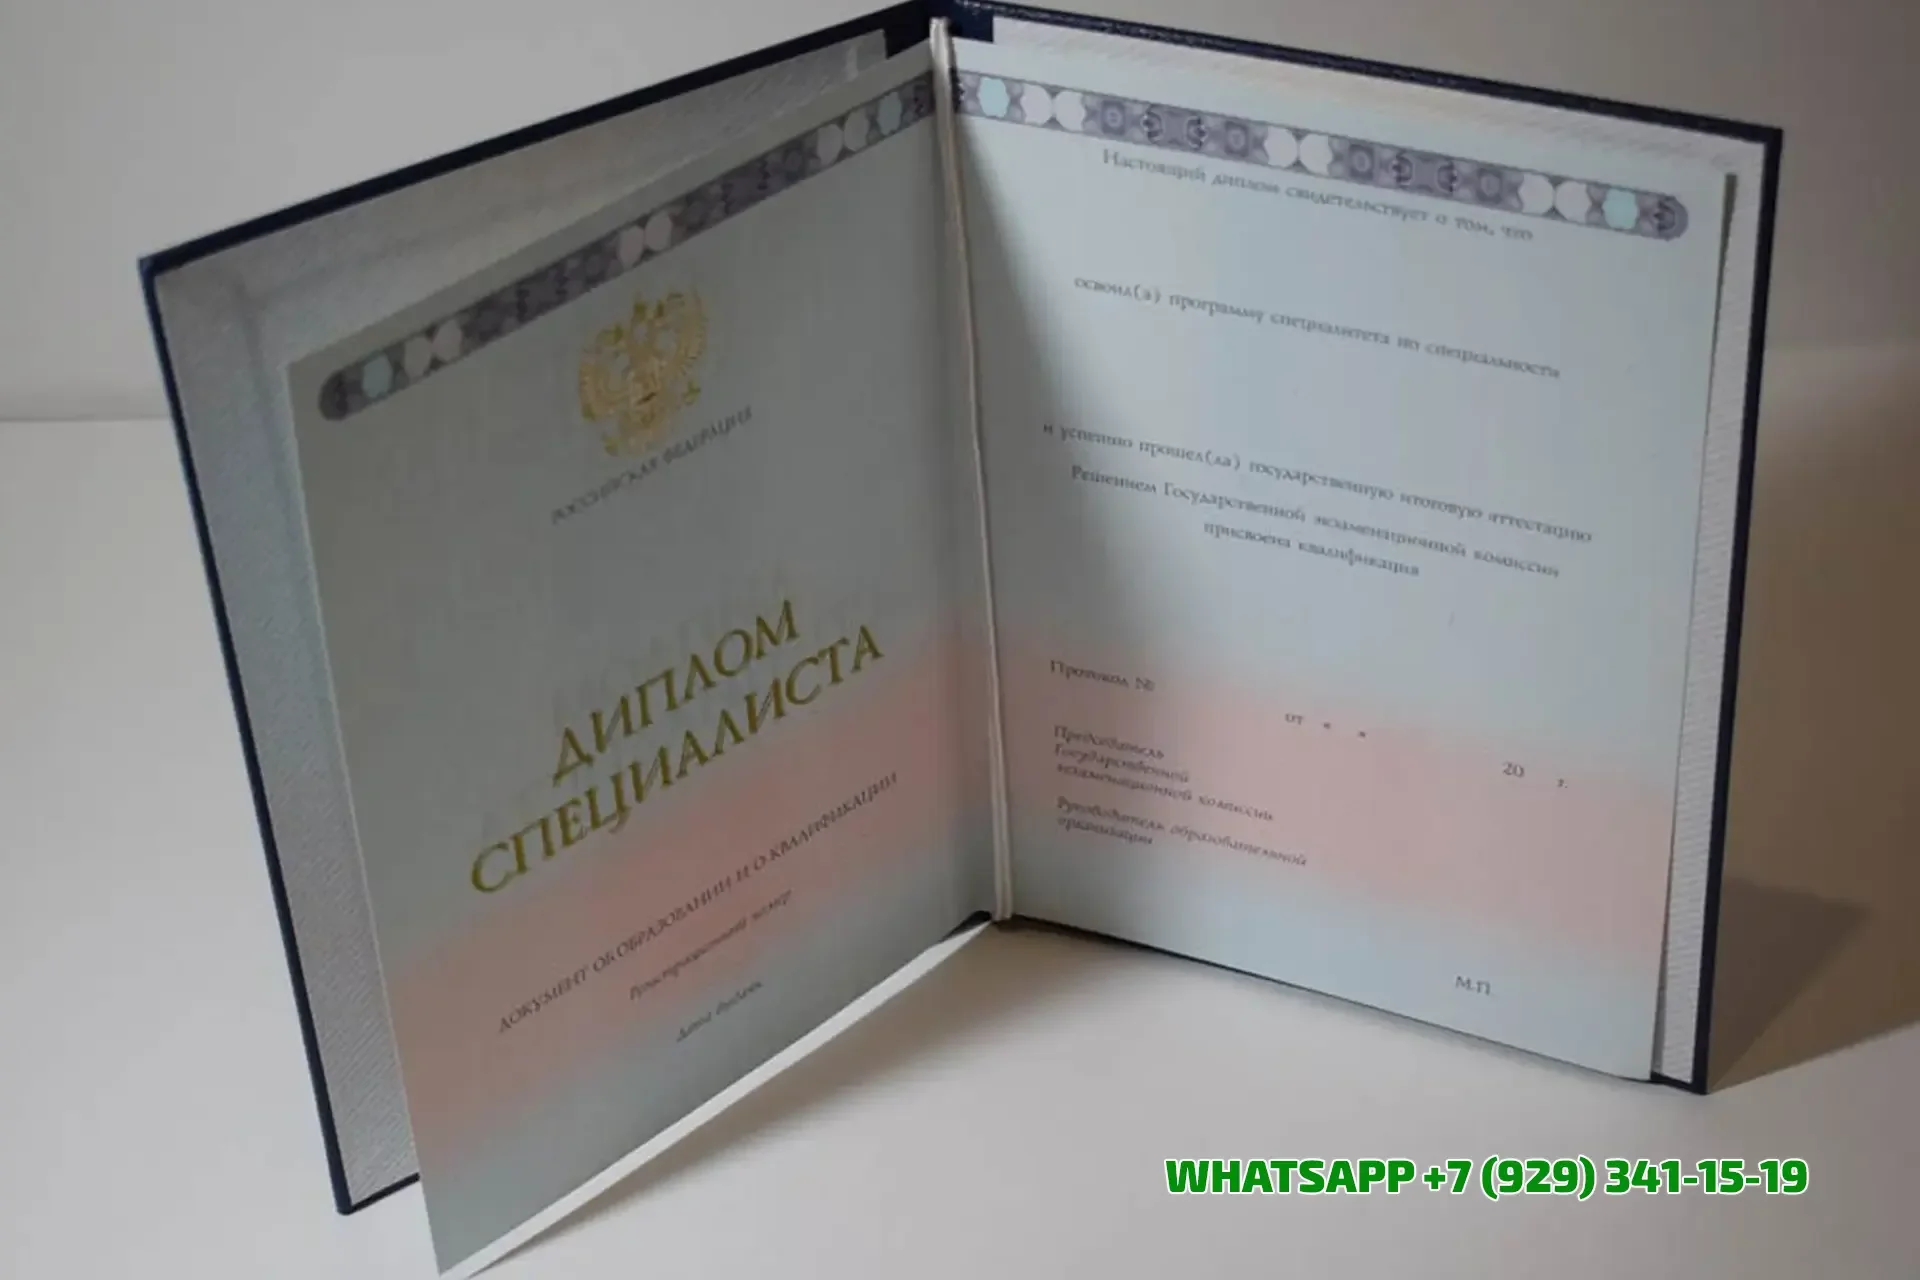 РОССИЙСКАЯ ФЕДЕРАЦИЯ
ДИПЛОМ
СПЕЦИАЛИСТА
ДОКУМЕНТ ОБ ОБРАЗОВАНИИ И О КВАЛИФИКАЦИИ
Регистрационный номер
Дата выдачи
Настоящий диплом свидетельствует о том, что
освоил(а) программу специалитета по специальности
и успешно прошел(ла) государственную итоговую аттестацию
Решением Государственной экзаменационной комиссии
присвоена квалификация
Протокол №
от « »
20 г.
Председатель
Государственной
экзаменационной комиссии
Руководитель образовательной
организации
М.П.
WHATSAPP +7 (929) 341-15-19